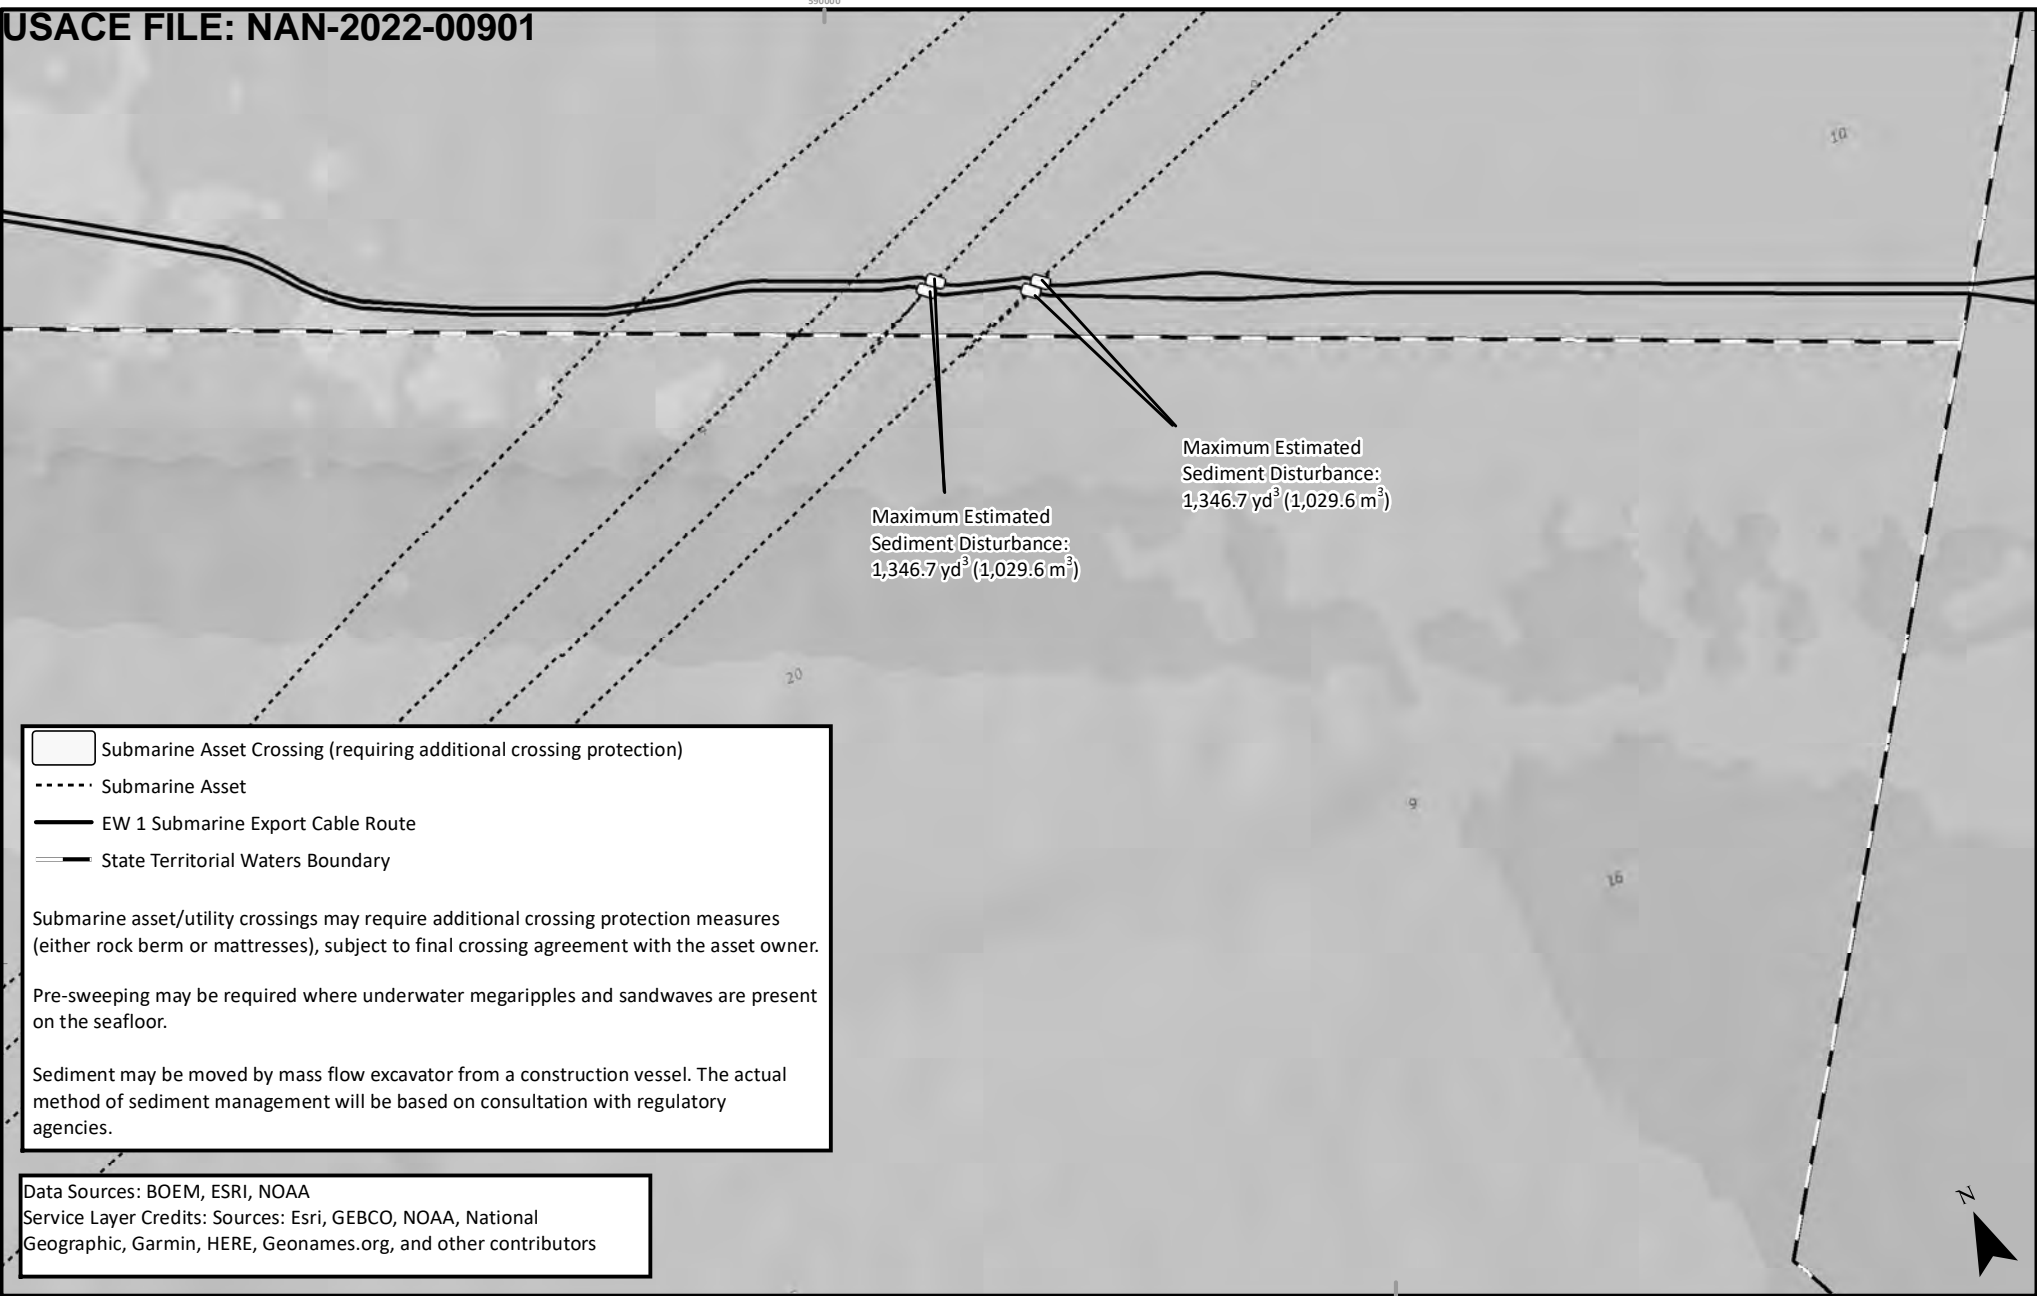 590000
USACE FILE: NAN-2022-00901
10
Maximum Estimated
Sediment Disturbance:
1,346.7 yd³ (1,029.6 m³)
Maximum Estimated
Sediment Disturbance:
1,346.7 yd³ (1,029.6 m³)
20
9
16
Submarine Asset Crossing (requiring additional crossing protection)
Submarine Asset
EW 1 Submarine Export Cable Route
State Territorial Waters Boundary
Submarine asset/utility crossings may require additional crossing protection measures
(either rock berm or mattresses), subject to final crossing agreement with the asset owner.
Pre-sweeping may be required where underwater megaripples and sandwaves are present
on the seafloor.
Sediment may be moved by mass flow excavator from a construction vessel. The actual
method of sediment management will be based on consultation with regulatory
agencies.
Data Sources: BOEM, ESRI, NOAA
Service Layer Credits: Sources: Esri, GEBCO, NOAA, National
Geographic, Garmin, HERE, Geonames.org, and other contributors
N